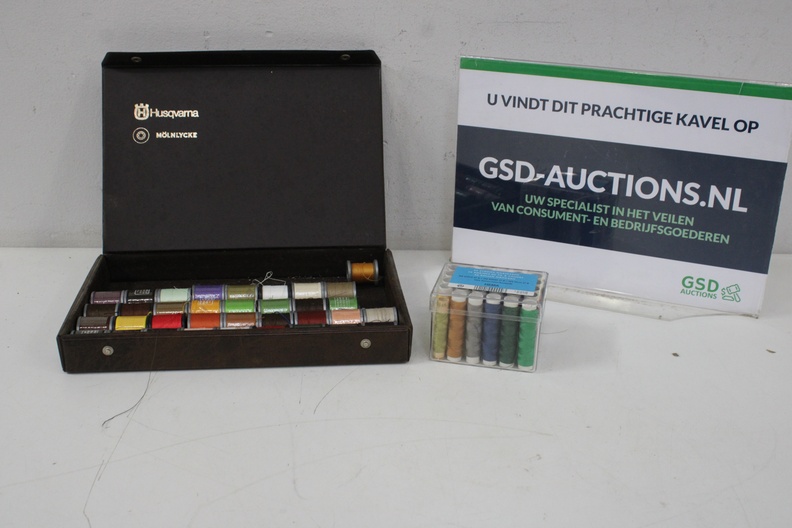 Husqvarna
MÖLNLYCKE
U VINDT DIT PRACHTIGE KAVEL OP
GSD-AUCTIONS.NL
UW SPECIALIST IN HET VEILEN
VAN CONSUMENT- EN BEDRIJFSGOEDEREN
GSD
AUCTIONS